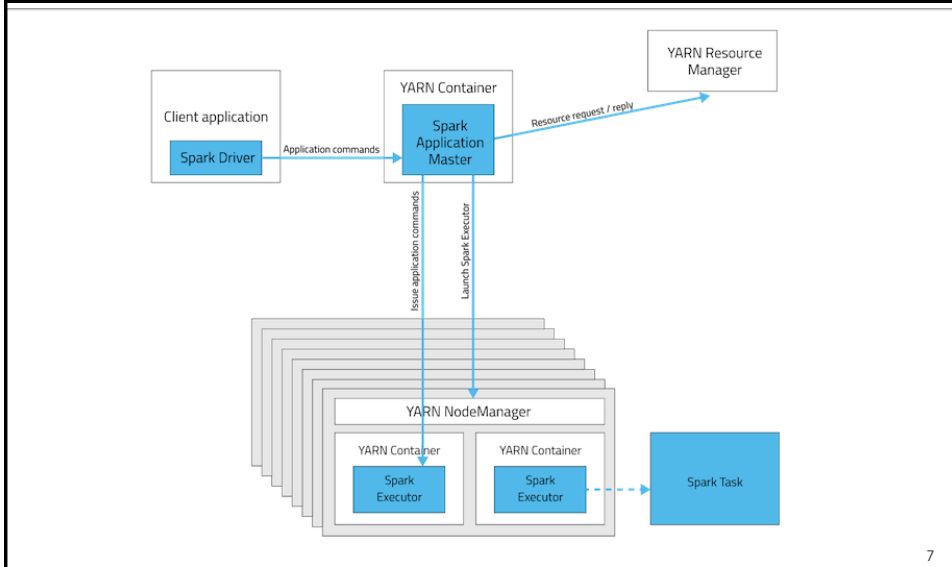 YARN Resource
Manager
YARN Container
Client application
Spark
Application
Master
Spark Driver
Application commands
Resource request / reply
Issue application commands
Launch Spark Executor
YARN NodeManager
YARN Container
YARN Container
Spark
Executor
Spark
Executor
Spark Task
7